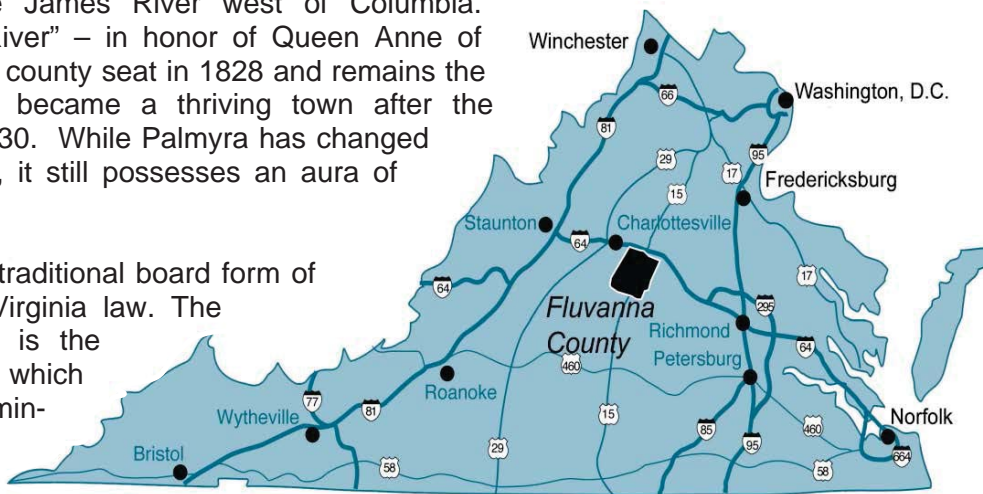 James River west of Columbia.
River” – in honor of Queen Anne of
county seat in 1828 and remains the
became a thriving town after the
30. While Palmyra has changed
, it still possesses an aura of
traditional board form of
Virginia law. The
is the
which
min-
Winchester
Washington, D.C.
66
81
29
95
17
15
Fredericksburg
Staunton
64
Charlottesville
17
64
Fluvanna
County
295
Richmond
Petersburg
64
460
77
81
Roanoke
Wytheville
15
85
95
460
Norfolk
664
Bristol
29
58
58